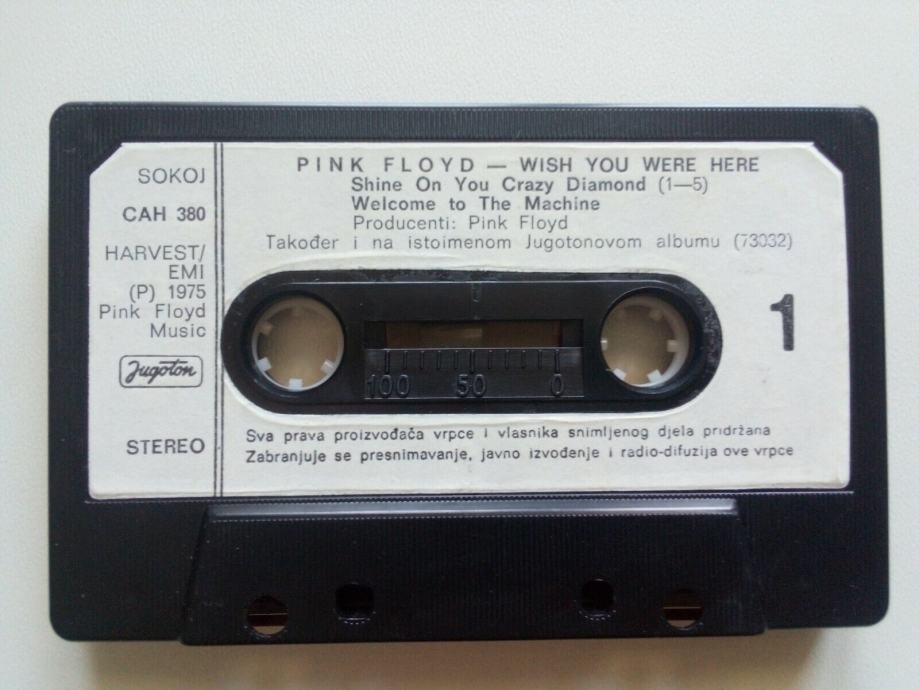 SOKOJ
CAH 380
HARVEST/
EMI
(P) 1975
Pink Floyd
Music
Jugoton
STEREO
PINK FLOYD — WISH YOU WERE HERE
Shine On You Crazy Diamond (1—5)
Welcome to The Machine
Producenti: Pink Floyd
Također i na istoimenom Jugotonovom albumu (73032)
1
100 50 0
Sva prava proizvođača vrpce i vlasnika snimljenog djela pridržana
Zabranjuje se presnimavanje, javno izvođenje i radio-difuzija ove vrpce